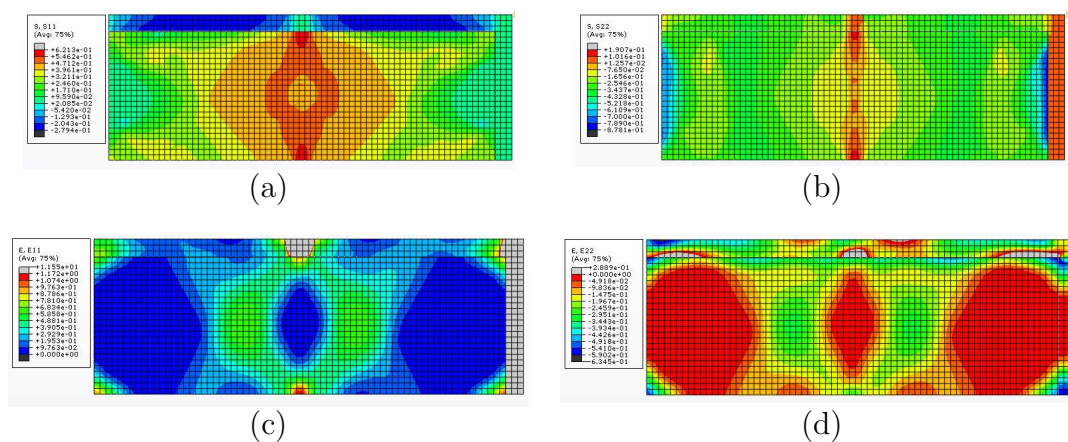 S, S11
(Avg: 75%)
+6.213e-01
+5.462e-01
+4.712e-01
+3.961e-01
+3.211e-01
+2.460e-01
+1.710e-01
+9.590e-02
+2.085e-02
-5.420e-02
-1.293e-01
-2.043e-01
-2.794e-01
(a)
S, S22
(Avg: 75%)
+1.907e-01
+1.016e-01
+1.257e-02
-7.650e-02
-1.656e-01
-2.546e-01
-3.437e-01
-4.328e-01
-5.218e-01
-6.109e-01
-7.000e-01
-7.890e-01
-8.781e-01
(b)
E, E11
(Avg: 75%)
+1.155e+01
+1.172e+00
+1.074e+00
+9.763e-01
+8.786e-01
+7.810e-01
+6.834e-01
+5.858e-01
+4.881e-01
+3.905e-01
+2.929e-01
+1.953e-01
+9.763e-02
+0.000e+00
(c)
E, E22
(Avg: 75%)
+2.889e-01
+0.000e+00
-4.918e-02
-9.836e-02
-1.475e-01
-1.967e-01
-2.459e-01
-2.951e-01
-3.443e-01
-3.934e-01
-4.426e-01
-4.918e-01
-5.410e-01
-5.902e-01
-6.345e-01
(d)